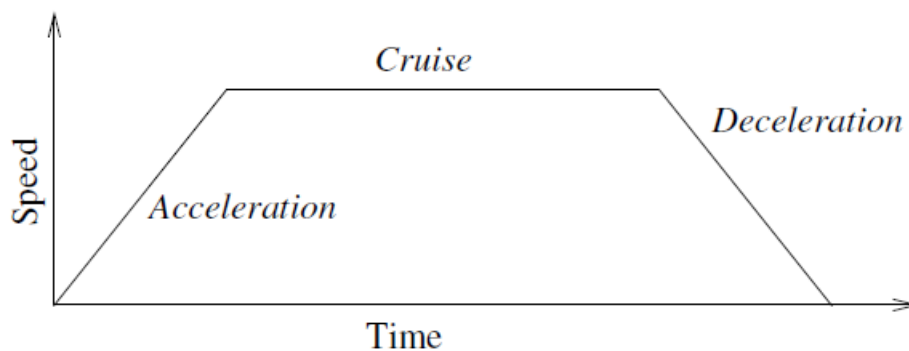 Cruise
Deceleration
Speed
Acceleration
Time